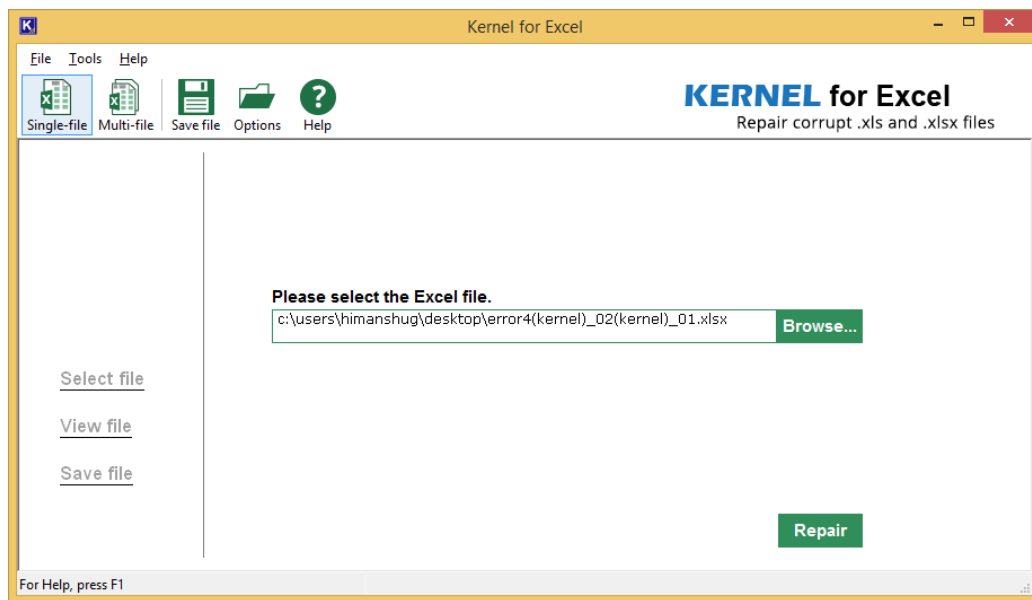 Kernel for Excel
File Tools Help
Single-file Multi-file Save file Options Help
KERNEL for Excel
Repair corrupt .xls and .xlsx files
Please select the Excel file.
c:\users\himanshug\desktop\error4(kernel)_02(kernel)_01.xlsx Browse...
Select file
View file
Save file
Repair
For Help, press F1